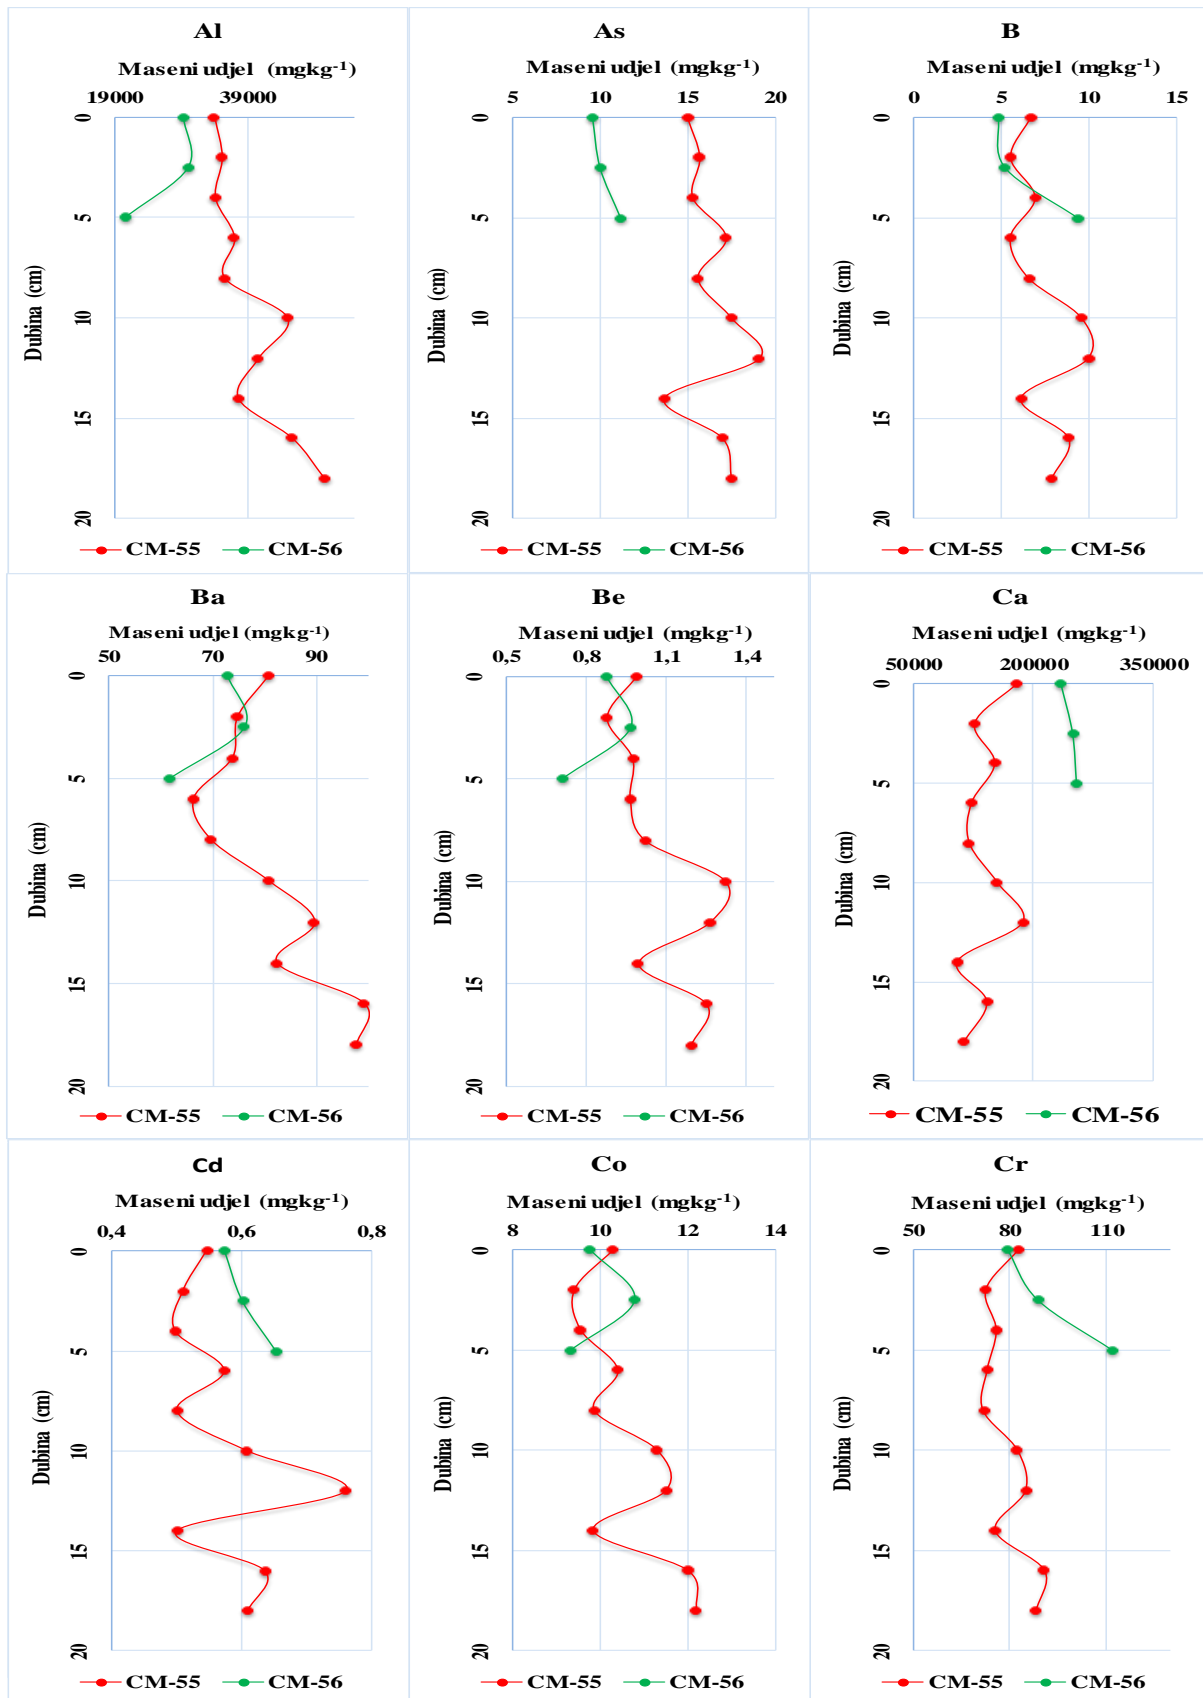 Al
Maseni udjel (mgkg-1)
19000 39000
0
5
10
15
20
Dubina (cm)
CM-55 CM-56
As
Maseni udjel (mgkg-1)
5 10 15 20
0
5
10
15
20
Dubina (cm)
CM-55 CM-56
B
Maseni udjel (mgkg-1)
0 5 10 15
0
5
10
15
20
Dubina (cm)
CM-55 CM-56
Ba
Maseni udjel (mgkg-1)
50 70 90
0
5
10
15
20
Dubina (cm)
CM-55 CM-56
Be
Maseni udjel (mgkg-1)
0,5 0,8 1,1 1,4
0
5
10
15
20
Dubina (cm)
CM-55 CM-56
Ca
Maseni udjel (mgkg-1)
50000 200000 350000
0
5
10
15
20
Dubina (cm)
CM-55 CM-56
Cd
Maseni udjel (mgkg-1)
0,4 0,6 0,8
0
5
10
15
20
Dubina (cm)
CM-55 CM-56
Co
Maseni udjel (mgkg-1)
8 10 12 14
0
5
10
15
20
Dubina (cm)
CM-55 CM-56
Cr
Maseni udjel (mgkg-1)
50 80 110
0
5
10
15
20
Dubina (cm)
CM-55 CM-56